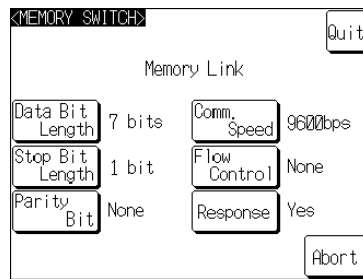 <MEMORY SWITCH>
Quit
Memory Link
Data Bit
Length
7 bits
Comm.
Speed
9600bps
Stop Bit
Length
1 bit
Flow
Control
None
Parity
Bit
None
Response
Yes
Abort